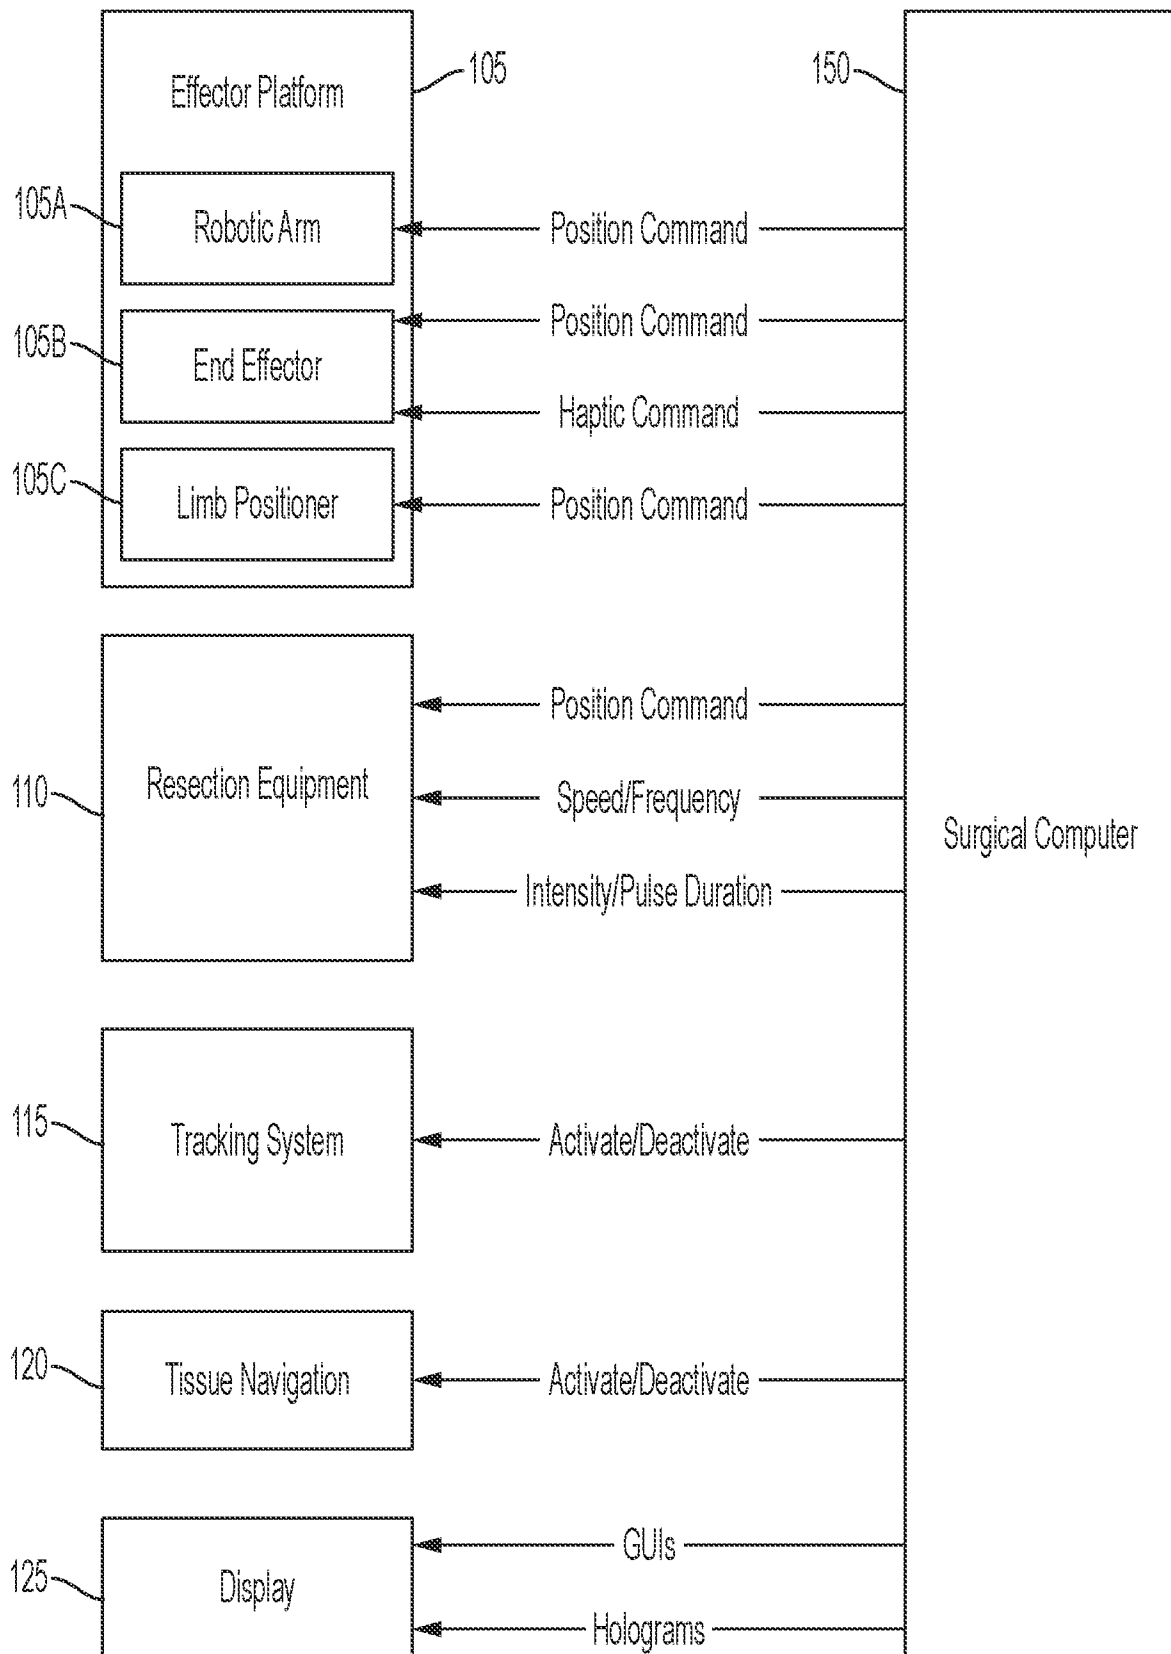 105
150
Effector Platform
105A
Robotic Arm
Position Command
Position Command
105B
End Effector
Haptic Command
105C
Limb Positioner
Position Command
Position Command
110
Resection Equipment
Speed/Frequency
Surgical Computer
Intensity/Pulse Duration
115
Tracking System
Activate/Deactivate
120
Tissue Navigation
Activate/Deactivate
GUIs
125
Display
Holograms